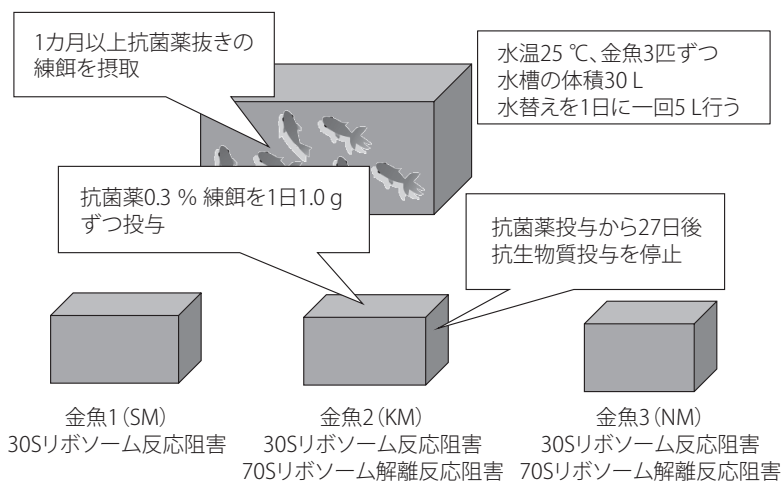 1カ月以上抗菌薬抜きの
練餌を摂取
水温25 ℃、金魚3匹ずつ
水槽の体積30 L
水替えを1日に一回5 L行う
抗菌薬0.3 % 練餌を1日1.0 g
ずつ投与
抗菌薬投与から27日後
抗生物質投与を停止
金魚1（SM）
30Sリボソーム反応阻害
金魚2（KM）
30Sリボソーム反応阻害
70Sリボソーム解離反応阻害
金魚3（NM）
30Sリボソーム反応阻害
70Sリボソーム解離反応阻害